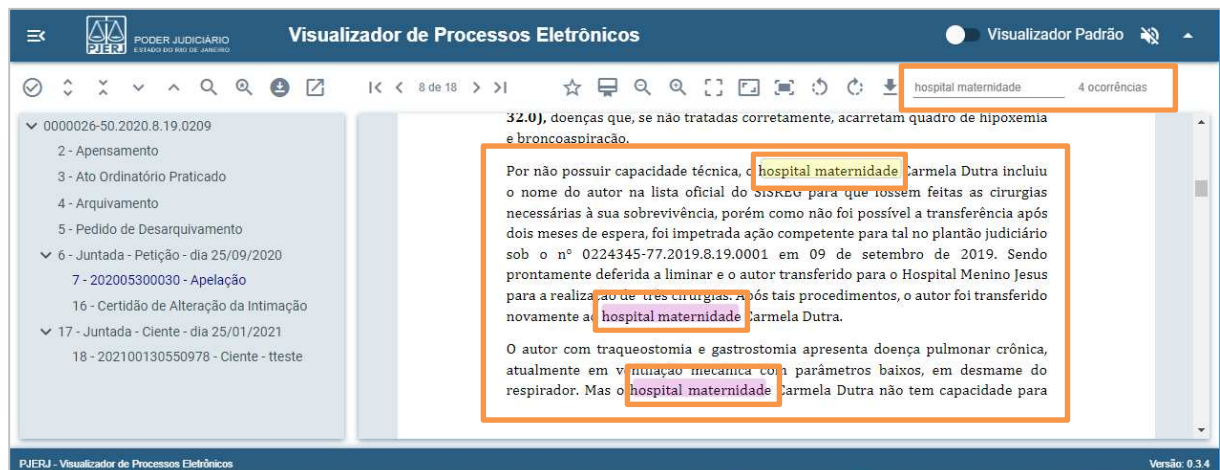 PJERJ
PODER JUDICIÁRIO
ESTADO DO RIO DE JANEIRO
Visualizador de Processos Eletrônicos
Visualizador Padrão
8 de 18
hospital maternidade 4 ocorrências
0000026-50.2020.8.19.0209
2 - Apensamento
3 - Ato Ordinatório Praticado
4 - Arquivamento
5 - Pedido de Desarquivamento
6 - Juntada - Petição - dia 25/09/2020
7 - 202005300030 - Apelação
16 - Certidão de Alteração da Intimação
17 - Juntada - Ciente - dia 25/01/2021
18 - 202100130550978 - Ciente - tteste
32.0), doenças que, se não tratadas corretamente, acarretam quadro de hipoxemia
e broncoaspiração.
Por não possuir capacidade técnica, o hospital maternidade Carmela Dutra incluiu
o nome do autor na lista oficial do SISREG para que fossem feitas as cirurgias
necessárias à sua sobrevivência, porém como não foi possível a transferência após
dois meses de espera, foi impetrada ação competente para tal no plantão judiciário
sob o nº 0224345-77.2019.8.19.0001 em 09 de setembro de 2019. Sendo
prontamente deferida a liminar e o autor transferido para o Hospital Menino Jesus
para a realização de três cirurgias. Após tais procedimentos, o autor foi transferido
novamente ao hospital maternidade Carmela Dutra.
O autor com traqueostomia e gastrostomia apresenta doença pulmonar crônica,
atualmente em ventilação mecânica com parâmetros baixos, em desmame do
respirador. Mas o hospital maternidade Carmela Dutra não tem capacidade para
PJERJ - Visualizador de Processos Eletrônicos
Versão: 0.3.4